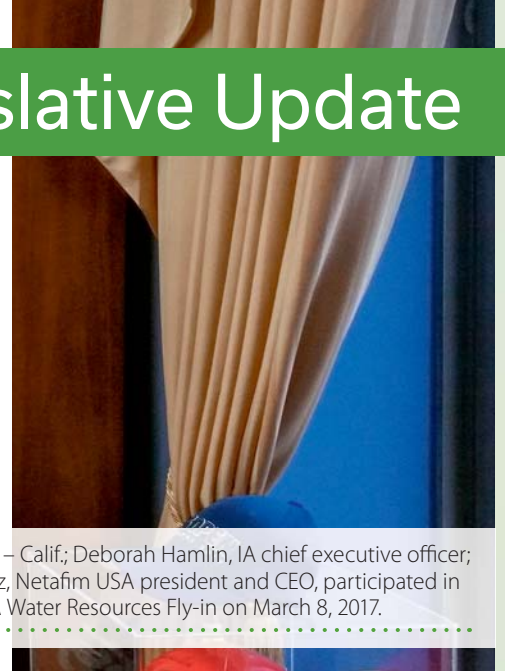 slative Update
– Calif.; Deborah Hamlin, IA chief executive officer;
z, Netafim USA president and CEO, participated in
Water Resources Fly-in on March 8, 2017.